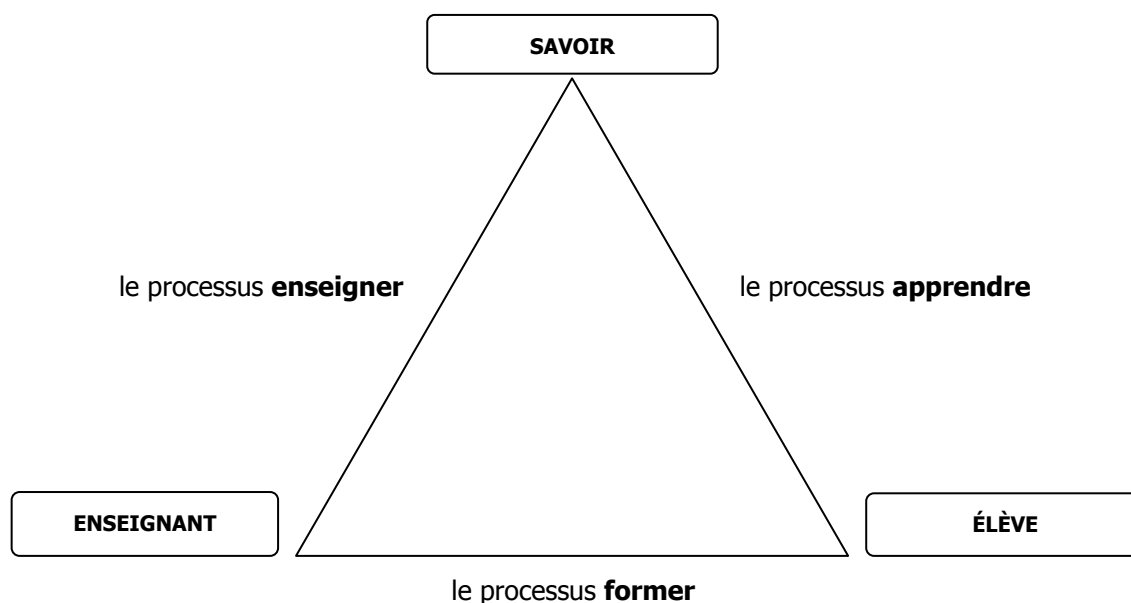 SAVOIR
le processus enseigner
le processus apprendre
ENSEIGNANT
ÉLÈVE
le processus former